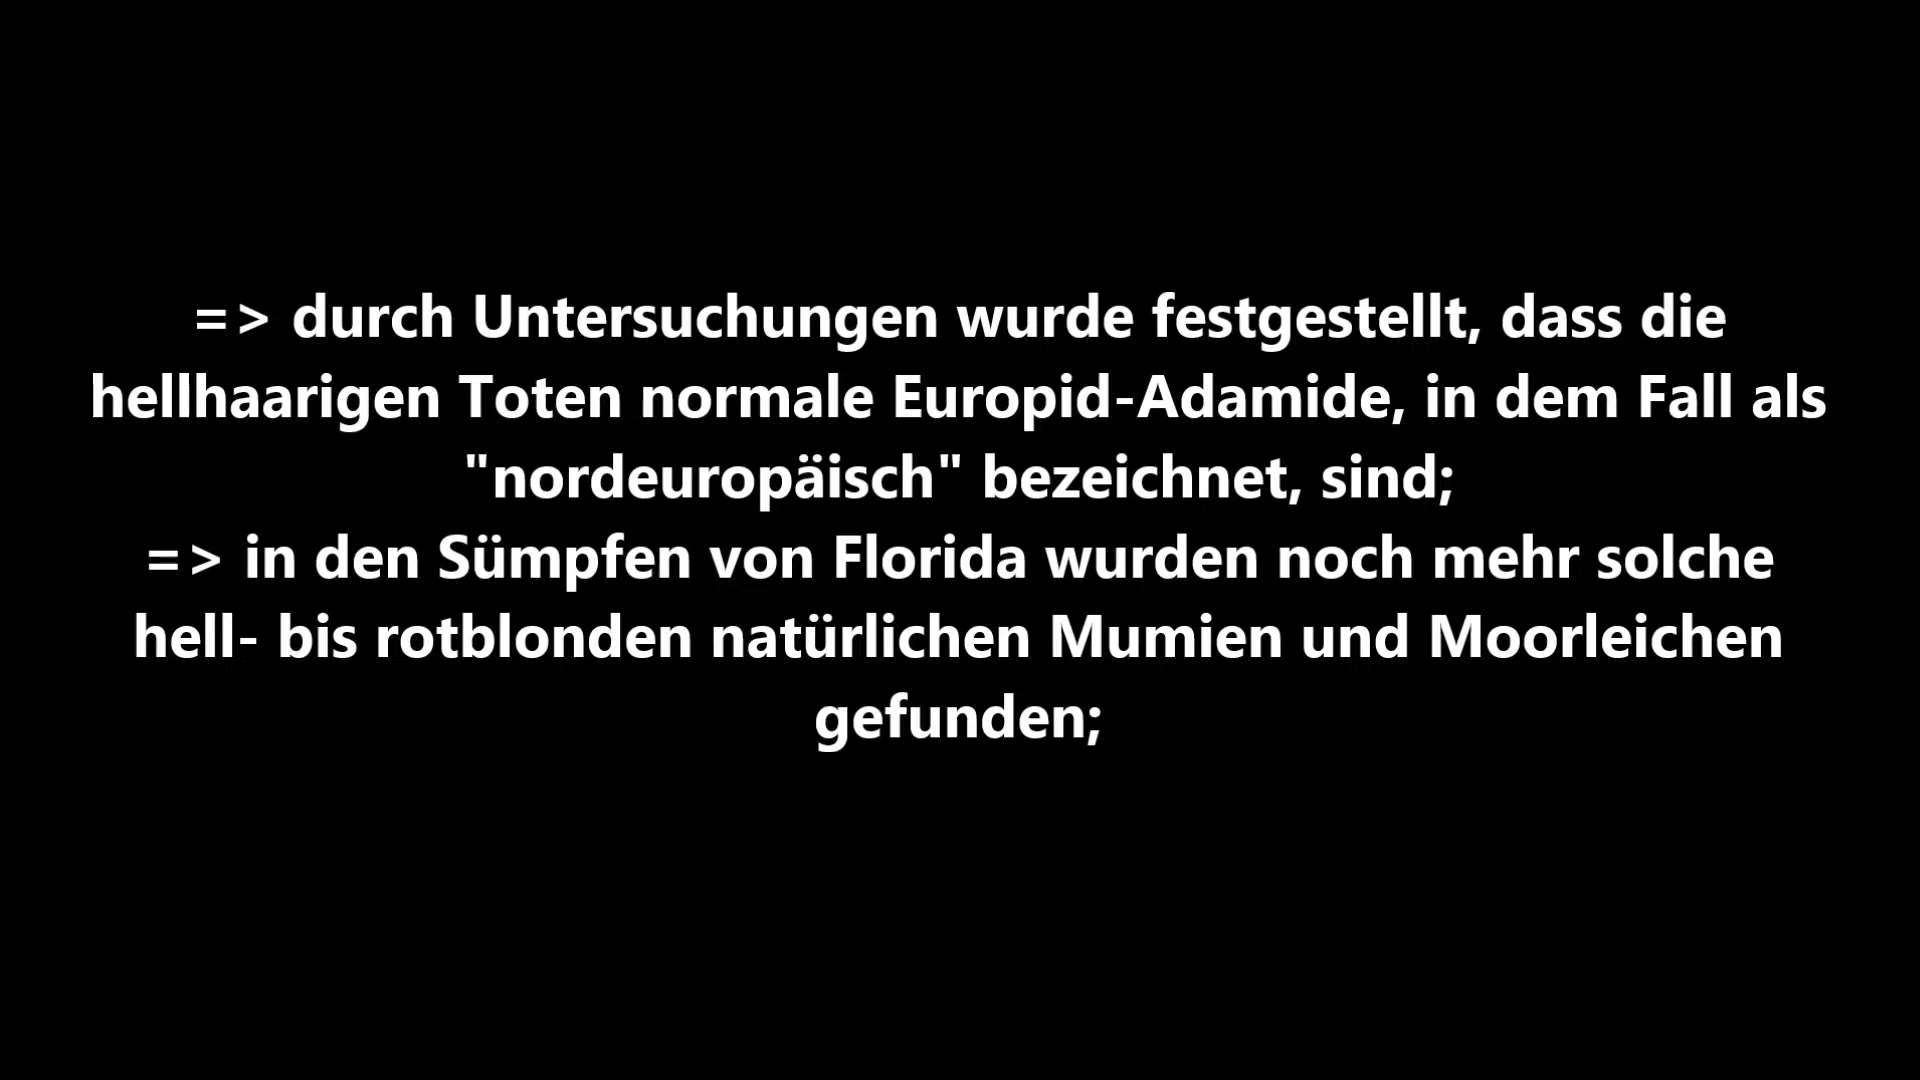 => durch Untersuchungen wurde festgestellt, dass die
hellhaarigen Toten normale Europid-Adamide, in dem Fall als
"nordeuropäisch" bezeichnet, sind;
=> in den Sümpfen von Florida wurden noch mehr solche
hell- bis rotblonden natürlichen Mumien und Moorleichen
gefunden;